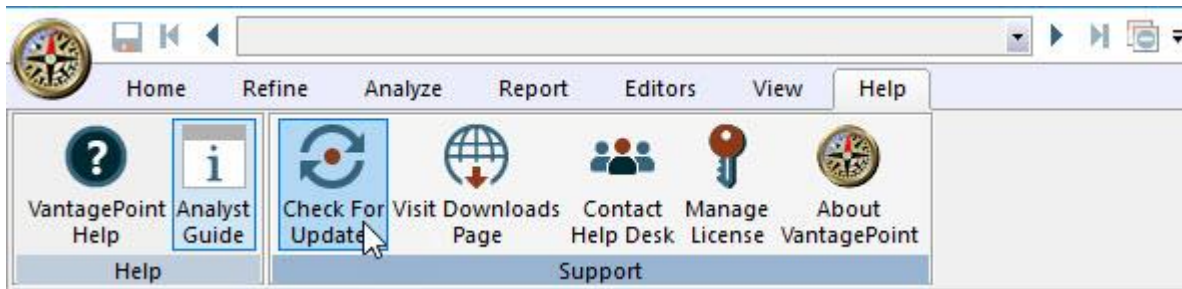 Home Refine Analyze Report Editors View Help
VantagePoint Analyst Check For Visit Downloads Contact Manage About
Help Guide Update Page Help Desk License VantagePoint
Help Support